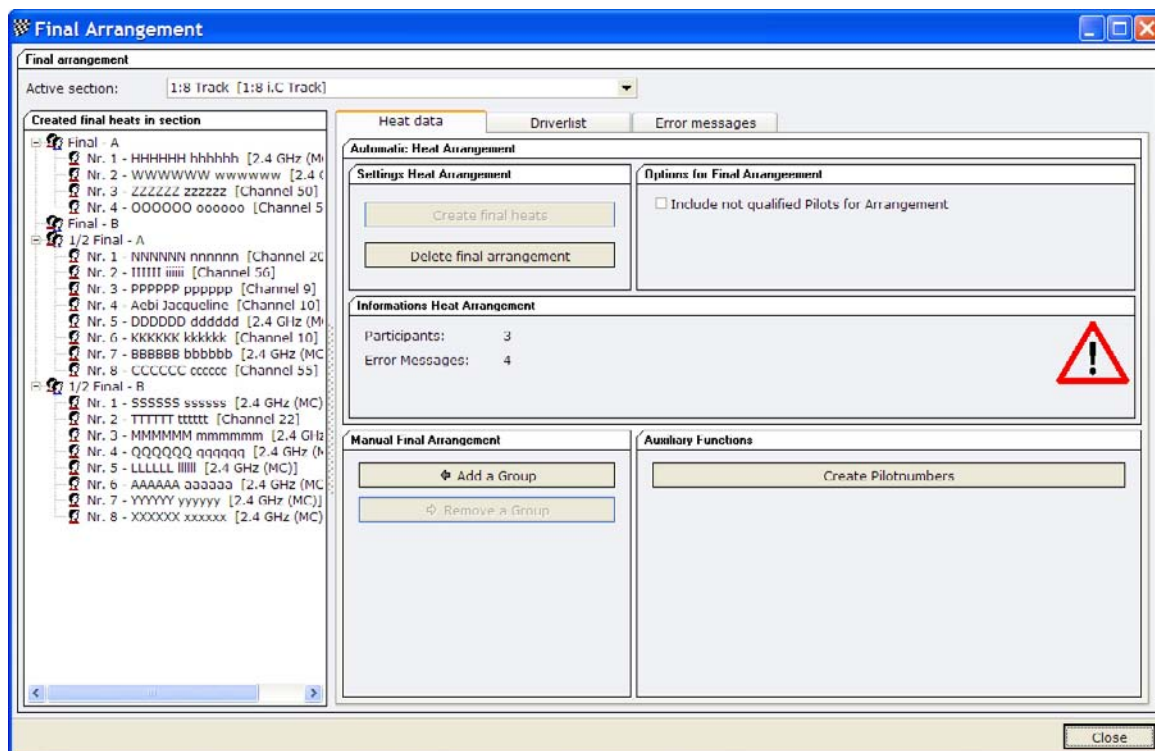 Final Arrangement
Final arrangement
Active section:
1:8 Track [1:8 I.C Track]
Created final heats in section
Final - A
Nr. 1 - HHHHHH hhhhhh [2.4 GHz (M
Nr. 2 - WWWWWW wwwwww [2.4 
Nr. 3 - ZZZZZZ zzzzzz [Channel 50]
Nr. 4 - OOOOOO oooooo [Channel 5
Final - B
1/2 Final - A
Nr. 1 - NNNNNN nnnnnn [Channel 20
Nr. 2 - IIIIII iiiiii [Channel 56]
Nr. 3 - PPPPPP pppppp [Channel 9]
Nr. 4 - Aebi Jacqueline [Channel 10]
Nr. 5 - DDDDDD dddddd [2.4 GHz (M
Nr. 6 - KKKKKK kkkkkk [Channel 10]
Nr. 7 - BBBBBB bbbbbb [2.4 GHz (MC
Nr. 8 - CCCCCC cccccc [Channel 55]
1/2 Final - B
Nr. 1 - SSSSSS ssssss [2.4 GHz (MC)
Nr. 2 - TTTTTT tttttt [Channel 22]
Nr. 3 - MMMMMM mmmmmm [2.4 GHz
Nr. 4 - QQQQQQ qqqqqq [2.4 GHz (M
Nr. 5 - LLLLLL llllll [2.4 GHz (MC)]
Nr. 6 - AAAAAA aaaaaa [2.4 GHz (MC
Nr. 7 - YYYYYY yyyyyy [2.4 GHz (MC)]
Nr. 8 - XXXXXX xxxxxx [2.4 GHz (MC)
Heat data
Driverlist
Error messages
Automatic Heat Arrangement
Settings Heat Arrangement
Create final heats
Delete final arrangement
Options for Final Arrangeement
Include not qualified Pilots for Arrangement
Informations Heat Arrangement
Participants: 3
Error Messages: 4
Manual Final Arrangement
Add a Group
Remove a Group
Auxiliary Functions
Create Pilotnumbers
Close